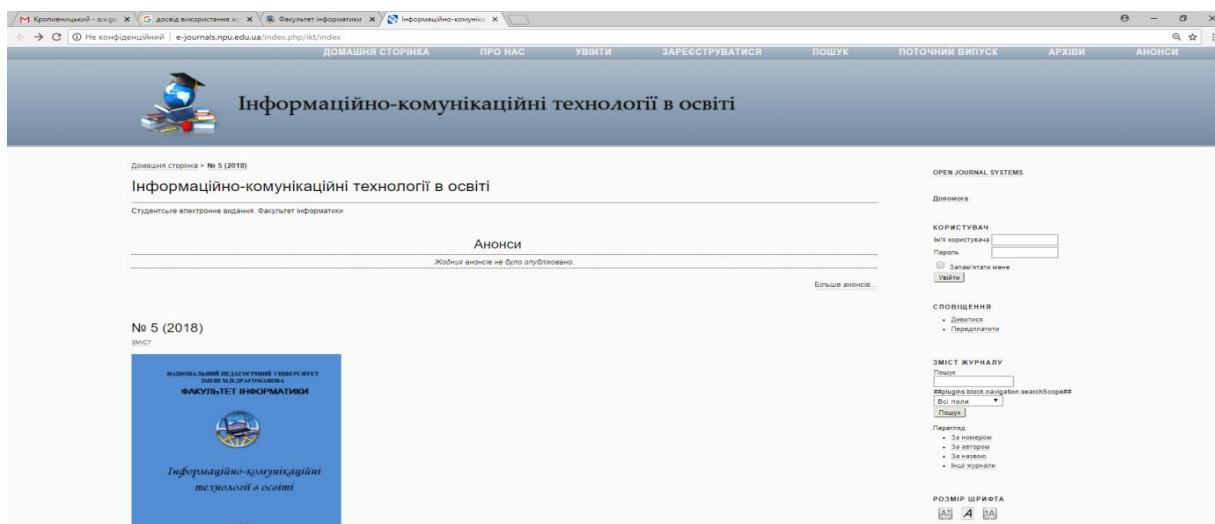 Кропивницький - o.v.gs
досвід використання зо
Факультет інформатики
Інформаційно-комуніка
Не конфіденційний | e-journals.npu.edu.ua/index.php/ikt/index
ДОМАШНЯ СТОРІНКА ПРО НАС УВІЙТИ ЗАРЕЄСТРУВАТИСЯ ПОШУК ПОТОЧНИЙ ВИПУСК АРХІВИ АНОНСИ
Інформаційно-комунікаційні технології в освіті
Домашня сторінка > № 5 (2018)
Інформаційно-комунікаційні технології в освіті
Студентське електронне видання. Факультет інформатики
Анонси
Жодних анонсів не було опубліковано.
Більше анонсів...
№ 5 (2018)
ЗМІСТ
НАЦІОНАЛЬНИЙ ПЕДАГОГІЧНИЙ УНІВЕРСИТЕТ
ІМЕНІ М.П.ДРАГОМАНОВА
ФАКУЛЬТЕТ ІНФОРМАТИКИ
Інформаційно-комунікаційні
технології в освіті
OPEN JOURNAL SYSTEMS
Допомога
КОРИСТУВАЧ
Ім'я користувача
Пароль
Запам'ятати мене
Увійти
СПОВІЩЕННЯ
Дивитися
Передплатити
ЗМІСТ ЖУРНАЛУ
Пошук
##plugins.block.navigation.searchScope##
Всі поля
Пошук
Перегляд
За номером
За автором
За назвою
Інші журнали
РОЗМІР ШРИФТА